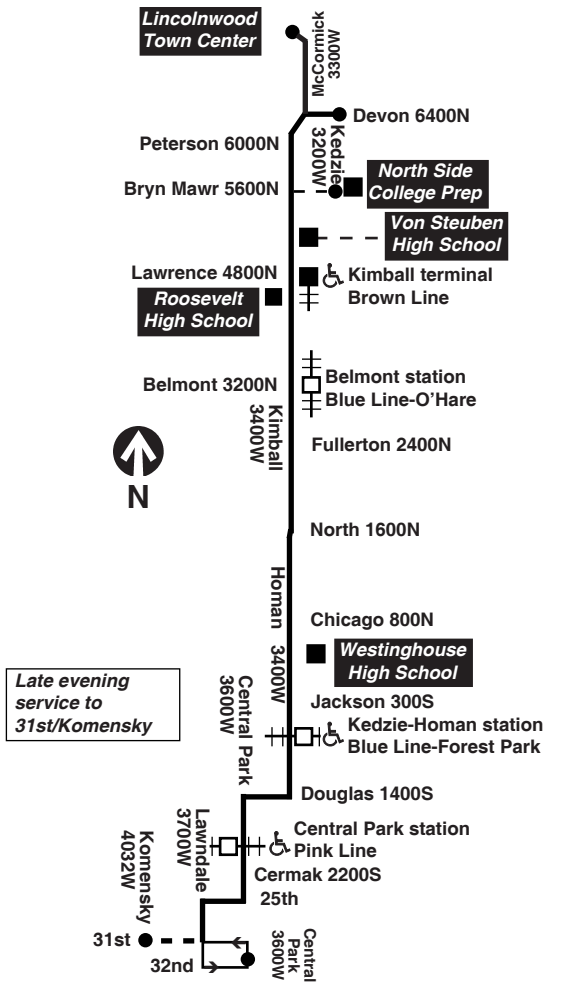 Lincolnwood
Town Center
McCormick
3300W
Devon 6400N
Peterson 6000N
Kedzie
3200W
Bryn Mawr 5600N
North Side
College Prep
Von Steuben
High School
Lawrence 4800N
Kimball terminal
Brown Line
Roosevelt
High School
Belmont 3200N
Belmont station
Blue Line-O'Hare
Kimball
3400W
Fullerton 2400N
N
North 1600N
Homan 3400W
Chicago 800N
Westinghouse
High School
Late evening
service to
31st/Komensky
Central Park
3600W
Jackson 300S
Kedzie-Homan station
Blue Line-Forest Park
Douglas 1400S
Lawndale
3700W
Central Park station
Pink Line
Komensky
4032W
Cermak 2200S
25th
31st
32nd
Central
Park
3600W